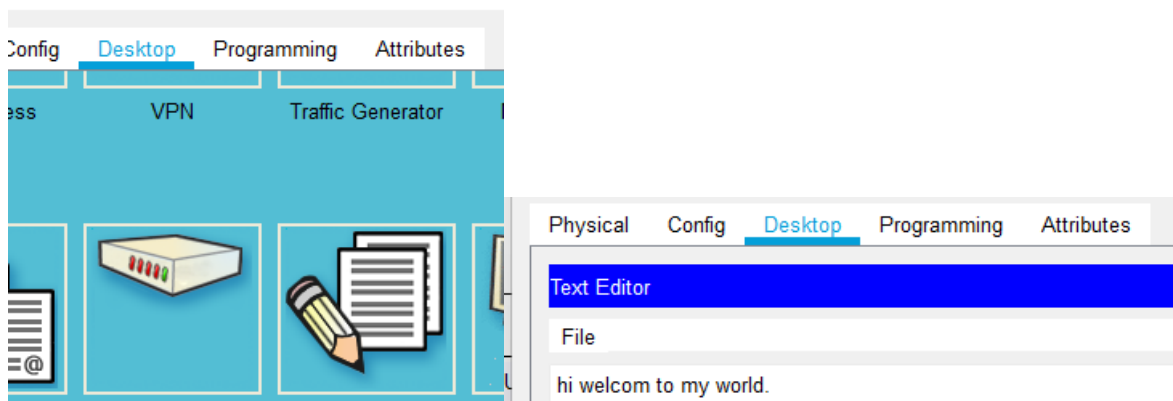 Config Desktop Programming Attributes
VPN Traffic Generator
Physical Config Desktop Programming Attributes
Text Editor
File
hi welcom to my world.